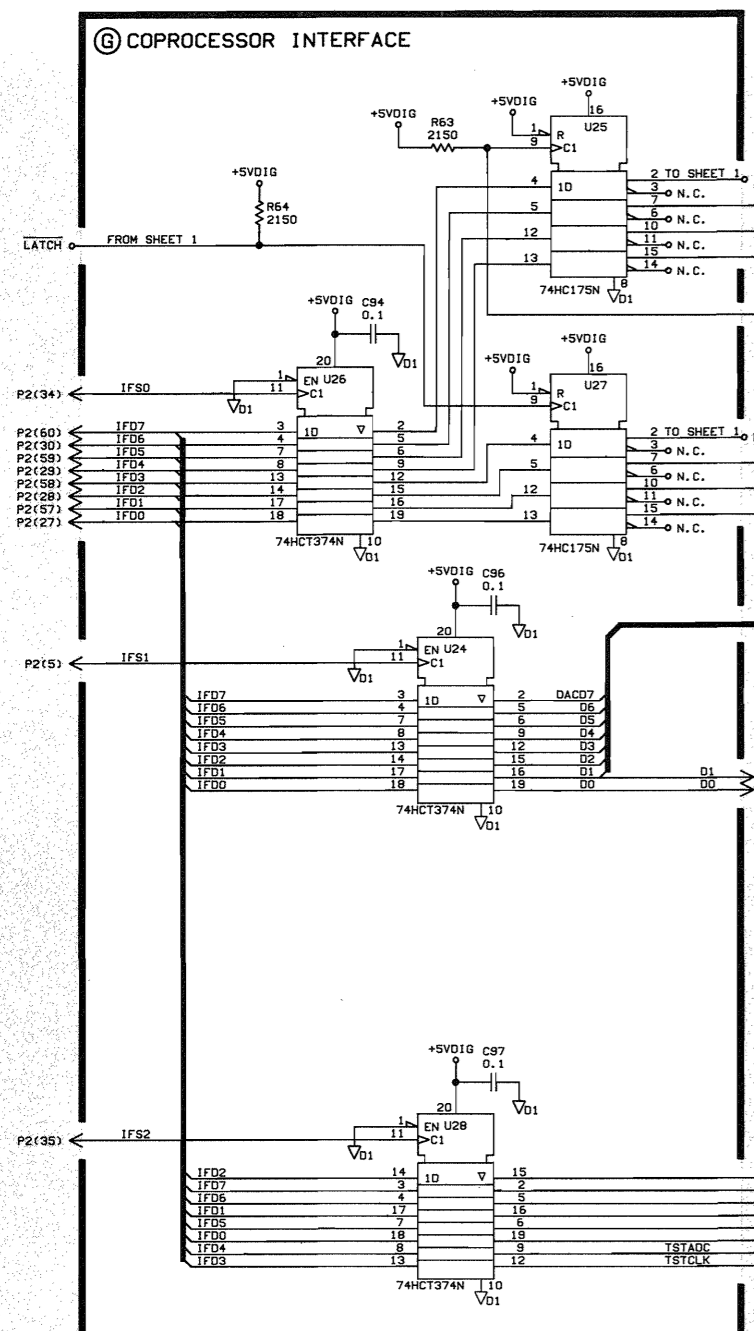 G COPROCESSOR INTERFACE
+5VDIG
+5VDIG
16
+5VDIG
R63
2150
1 R U25
9 C1
+5VDIG
R64
2150
4 1D 2 TO SHEET 1
3 N.C.
5 7
6 N.C.
12 10
11 N.C.
13 15
14 N.C.
LATCH FROM SHEET 1
74HC175N 8
D1
+5VDIG C94
0.1
D1
+5VDIG
16
+5VDIG
20
1 EN U26
P2(34) IFS0 11 C1
D1
1 R U27
9 C1
P2(60) IFD7 3 1D 2
P2(30) IFD6 4 5
P2(59) IFD5 7 6
P2(29) IFD4 8 9
P2(58) IFD3 13 12
P2(28) IFD2 14 15
P2(57) IFD1 17 16
P2(27) IFD0 18 19
74HCT374N 10
D1
4 1D 2 TO SHEET 1
3 N.C.
5 7
6 N.C.
12 10
11 N.C.
13 15
14 N.C.
74HC175N 8
D1
+5VDIG C96
0.1
D1
20
1 EN U24
P2(5) IFS1 11 C1
D1
IFD7 3 1D 2 DACD7
IFD6 4 5 D6
IFD5 7 6 D5
IFD4 8 9 D4
IFD3 13 12 D3
IFD2 14 15 D2
IFD1 17 16 D1 D1
IFD0 18 19 D0 D0
74HCT374N 10
D1
+5VDIG C97
0.1
D1
20
1 EN U28
P2(35) IFS2 11 C1
D1
IFD2 14 1D 15
IFD7 3 2
IFD6 4 5
IFD1 17 16
IFD5 7 6
IFD0 18 19
IFD4 8 9 TSTADC
IFD3 13 12 TSTCLK
74HCT374N 10
D1